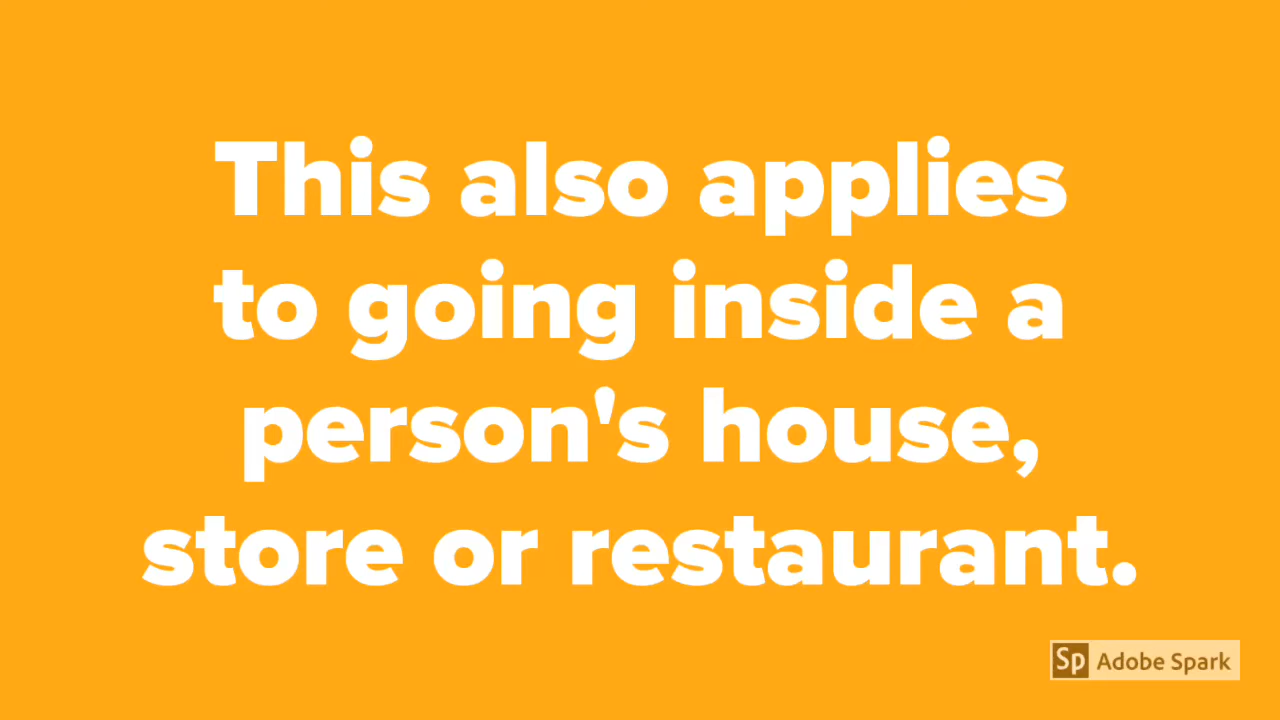 This also applies
to going inside a
person's house,
store or restaurant.
Sp Adobe Spark